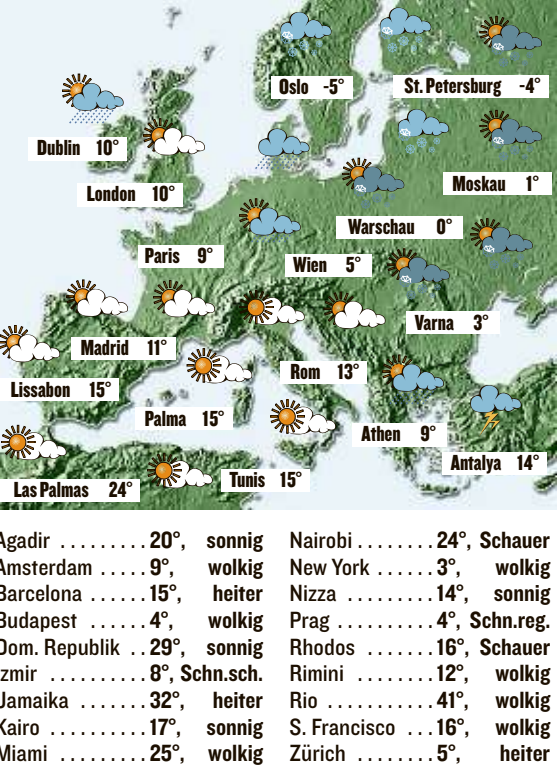 Oslo -5°
St. Petersburg -4°
Dublin 10°
Moskau 1°
London 10°
Warschau 0°
Paris 9°
Wien 5°
Varna 3°
Madrid 11°
Rom 13°
Lissabon 15°
Palma 15°
Athen 9°
Antalya 14°
Tunis 15°
Las Palmas 24°
Agadir ......... 20°, sonnig
Amsterdam ..... 9°, wolkig
Barcelona ...... 15°, heiter
Budapest ...... 4°, wolkig
Dom. Republik .. 29°, sonnig
Izmir .......... 8°, Schn.sch.
Jamaika ........ 32°, heiter
Kairo .......... 17°, sonnig
Miami ......... 25°, wolkig
Nairobi ........ 24°, Schauer
New York ...... 3°, wolkig
Nizza .......... 14°, sonnig
Prag ........... 4°, Schn.reg.
Rhodos ........ 16°, Schauer
Rimini ......... 12°, wolkig
Rio ........... 41°, wolkig
S. Francisco ... 16°, wolkig
Zürich ........ 5°, heiter